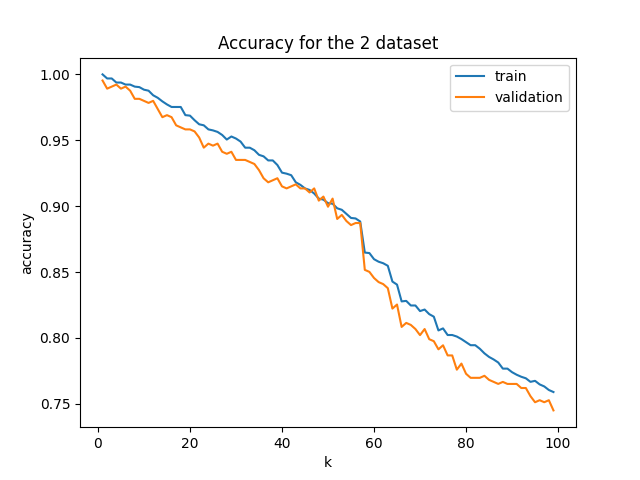 Accuracy for the 2 dataset
train
validation
accuracy
1.00
0.95
0.90
0.85
0.80
0.75
0 20 40 60 80 100
k